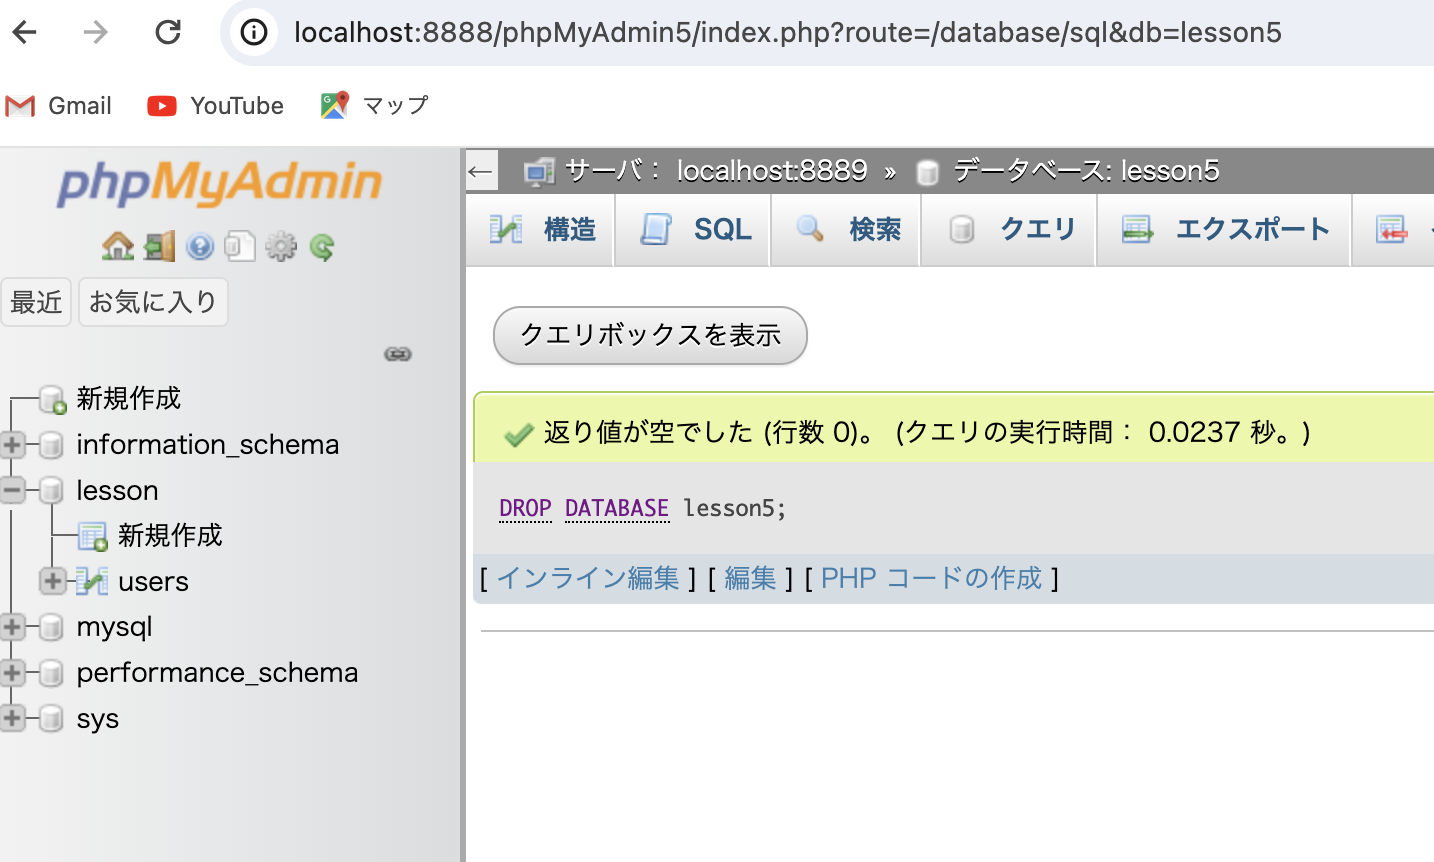 localhost:8888/phpMyAdmin5/index.php?route=/database/sql&db=lesson5
Gmail YouTube マップ
phpMyAdmin
最近 お気に入り
新規作成
information_schema
lesson
新規作成
users
mysql
performance_schema
sys
← サーバ： localhost:8889 » データベース: lesson5
構造 SQL 検索 クエリ エクスポート
クエリボックスを表示
返り値が空でした (行数 0)。 (クエリの実行時間： 0.0237 秒。)
DROP DATABASE lesson5;
[ インライン編集 ] [ 編集 ] [ PHP コードの作成 ]